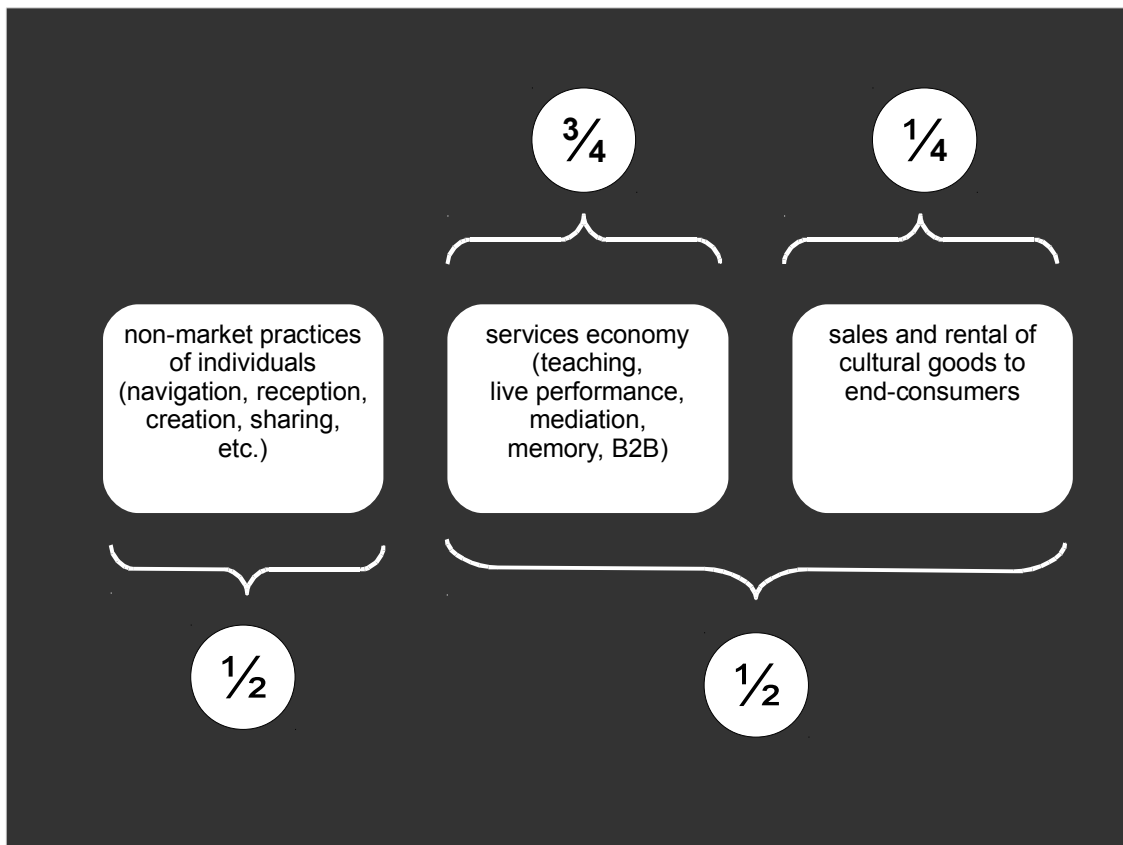 ¾
¼
non-market practices
of individuals
(navigation, reception,
creation, sharing,
etc.)
services economy
(teaching,
live performance,
mediation,
memory, B2B)
sales and rental of
cultural goods to
end-consumers
½
½